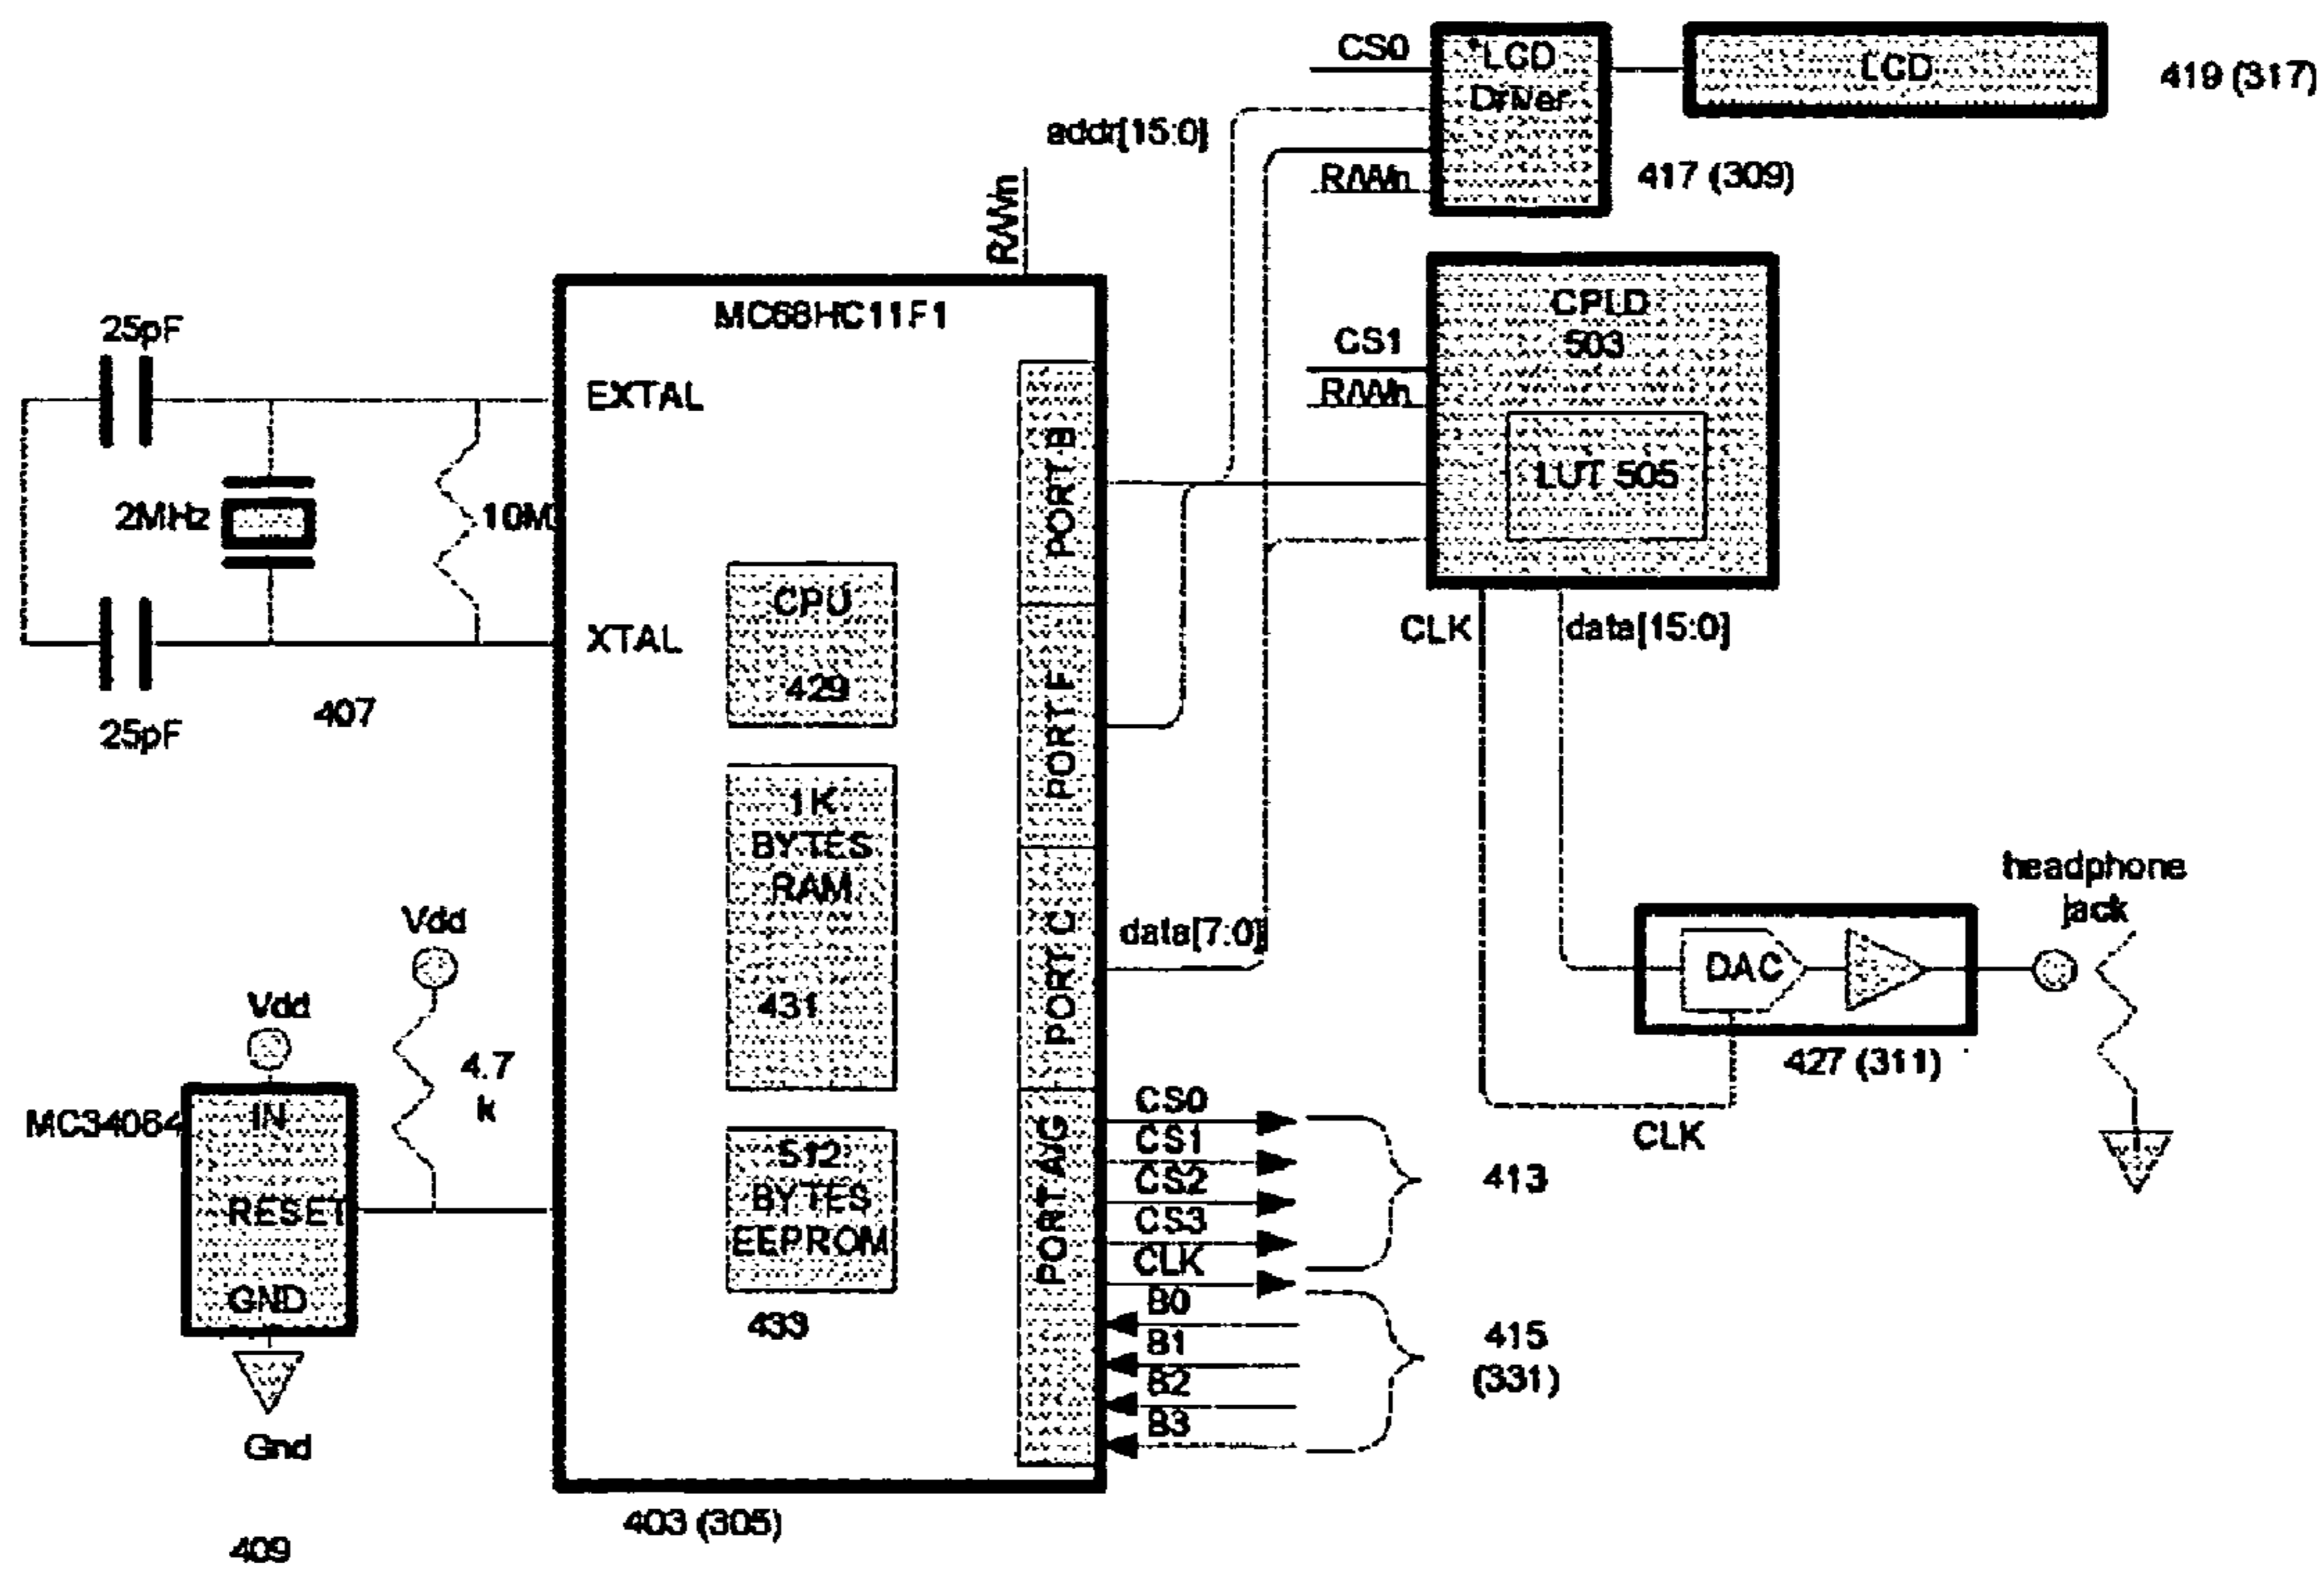 CS0
*LCD
Driver
LCD
419 (317)
addr[15:0]
R/Wn
417 (309)
R/Wn
MC68HC11F1
25pF
EXTAL
CPLD
503
CS1
R/Wn
LUT 505
PORT B
2MHz
10M
CPU
429
XTAL
407
25pF
PORT F
CLK
data[15:0]
1K
BYTES
RAM
431
PORT C
data[7:0]
headphone
jack
DAC
427 (311)
CLK
Vdd
Vdd
4.7
k
MC34064
IN
RESET
GND
Gnd
409
512
BYTES
EEPROM
433
PORT A/G
CS0
CS1
CS2
CS3
CLK
B0
B1
B2
B3
413
415
(331)
403 (305)